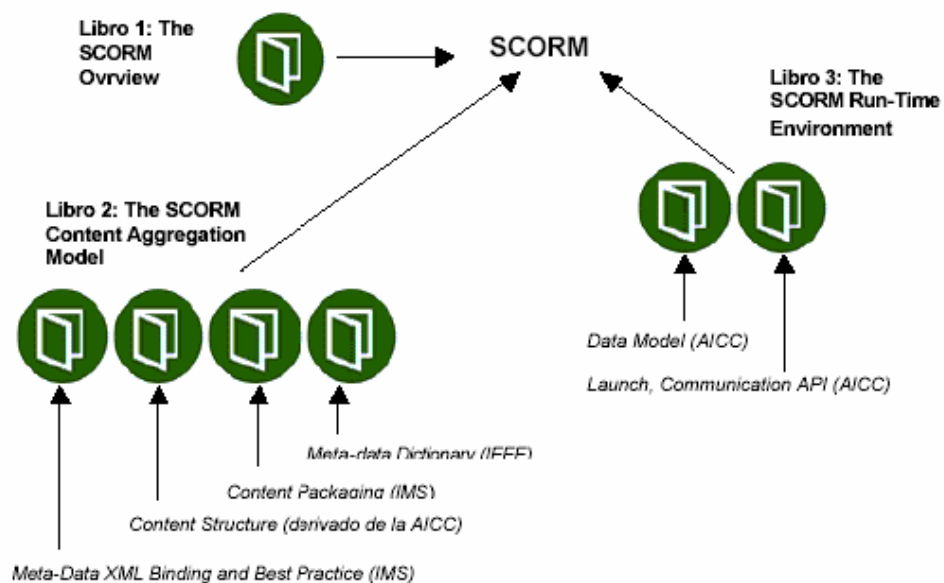 Libro 1: The
SCORM
Ovrview
SCORM
Libro 3: The
SCORM Run-Time
Environment
Libro 2: The SCORM
Content Aggregation
Model
Data Model (AICC)
Launch, Communication API (AICC)
Meta-data Dictionary (IEEE)
Content Packaging (IMS)
Content Structure (derivado de la AICC)
Meta-Data XML Binding and Best Practice (IMS)